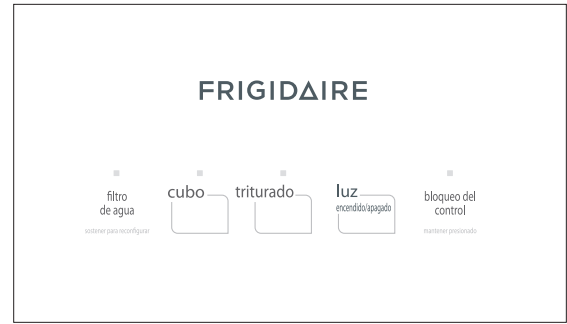 FRIGIDAIRE
filtro
de agua
sostener para reconfigurar
cubo
triturado
luz
encendido/apagado
bloqueo del
control
mantener presionado